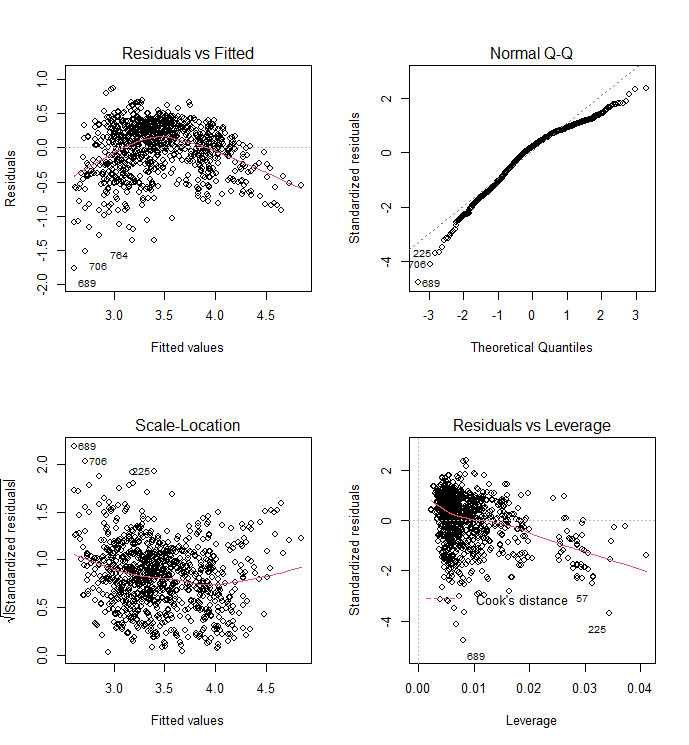 Residuals vs Fitted
Residuals
1.0
0.5
0.0
-0.5
-1.0
-1.5
-2.0
764
706
689
3.0 3.5 4.0 4.5
Fitted values
Normal Q-Q
Standardized residuals
2
0
-2
-4
225
706
689
-3 -2 -1 0 1 2 3
Theoretical Quantiles
Scale-Location
√|Standardized residuals|
2.0
1.5
1.0
0.5
0.0
689
706
225
3.0 3.5 4.0 4.5
Fitted values
Residuals vs Leverage
Standardized residuals
2
0
-2
-4
Cook's distance
57
225
689
0.00 0.01 0.02 0.03 0.04
Leverage